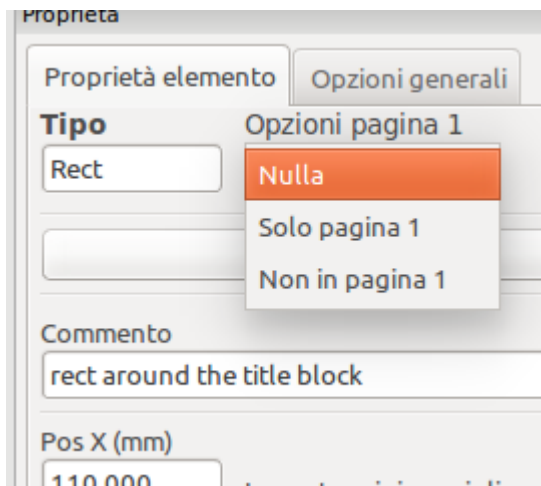 Proprietà
Proprietà elemento
Opzioni generali
Tipo
Opzioni pagina 1
Rect
Nulla
Solo pagina 1
Non in pagina 1
Commento
rect around the title block
Pos X (mm)
110,000